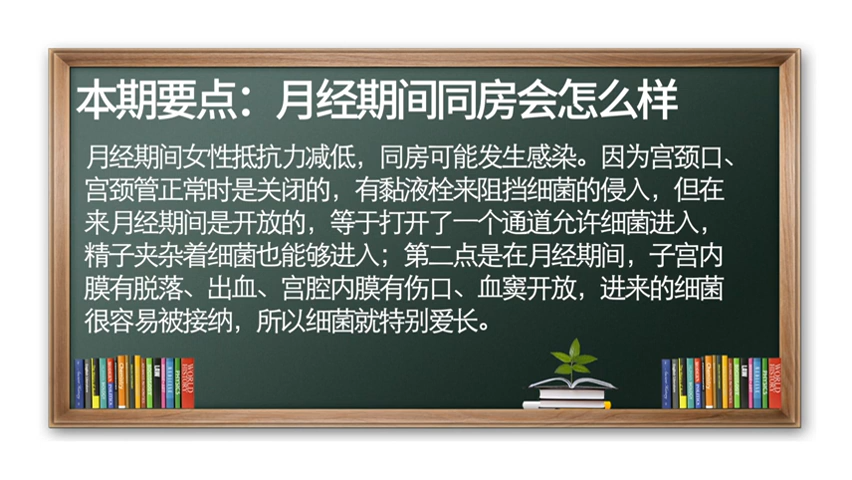 本期要点：月经期间同房会怎么样
月经期间女性抵抗力减低，同房可能发生感染。因为宫颈口、
宫颈管正常时是关闭的，有黏液栓来阻挡细菌的侵入，但在
来月经期间是开放的，等于打开了一个通道允许细菌进入，
精子夹杂着细菌也能够进入；第二点是在月经期间，子宫内
膜有脱落、出血、宫腔内膜有伤口、血窦开放，进来的细菌
很容易被接纳，所以细菌就特别爱长。
WORLD HISTORY
WORLD HISTORY